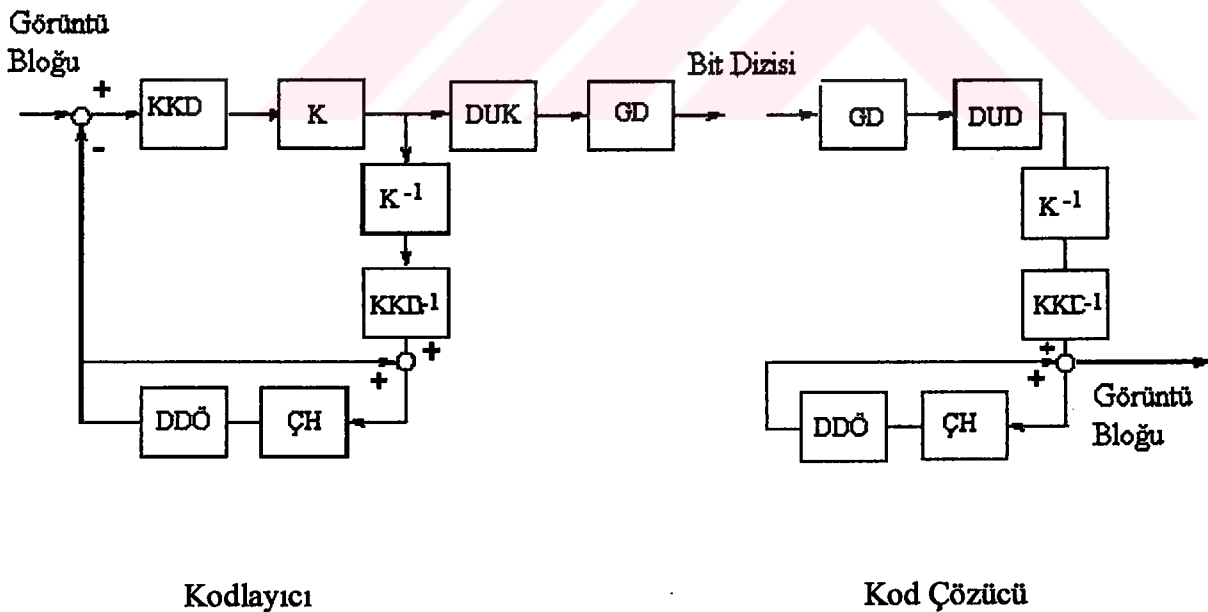 Görüntü
Bloğu
+
-
KKD
K
DUK
GD
Bit Dizisi
GD
DUD
K-1
KKD-1
+
+
DDÖ
ÇH
K-1
KKD-1
+
+
DDÖ
ÇH
Görüntü
Bloğu
Kodlayıcı
Kod Çözücü